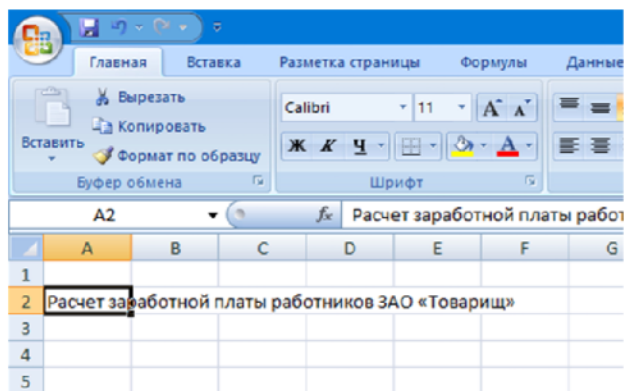 Главная Вставка Разметка страницы Формулы Данные
Вырезать
Копировать
Формат по образцу
Вставить
Calibri 11 A A
Ж К Ч A
Буфер обмена Шрифт
A2 fx Расчет заработной платы работ
A B C D E F G
1
2 Расчет заработной платы работников ЗАО «Товарищ»
3
4
5